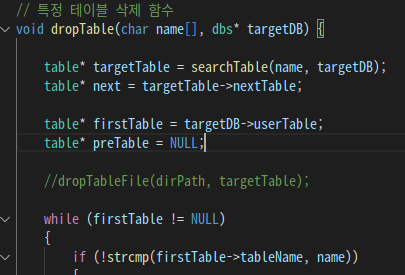 // 특정 테이블 삭제 함수
void dropTable(char name[], dbs* targetDB) {
table* targetTable = searchTable(name, targetDB);
table* next = targetTable->nextTable;
table* firstTable = targetDB->userTable;
table* preTable = NULL;
//dropTableFile(dirPath, targetTable);
while (firstTable != NULL)
{
if (!strcmp(firstTable->tableName, name))
{